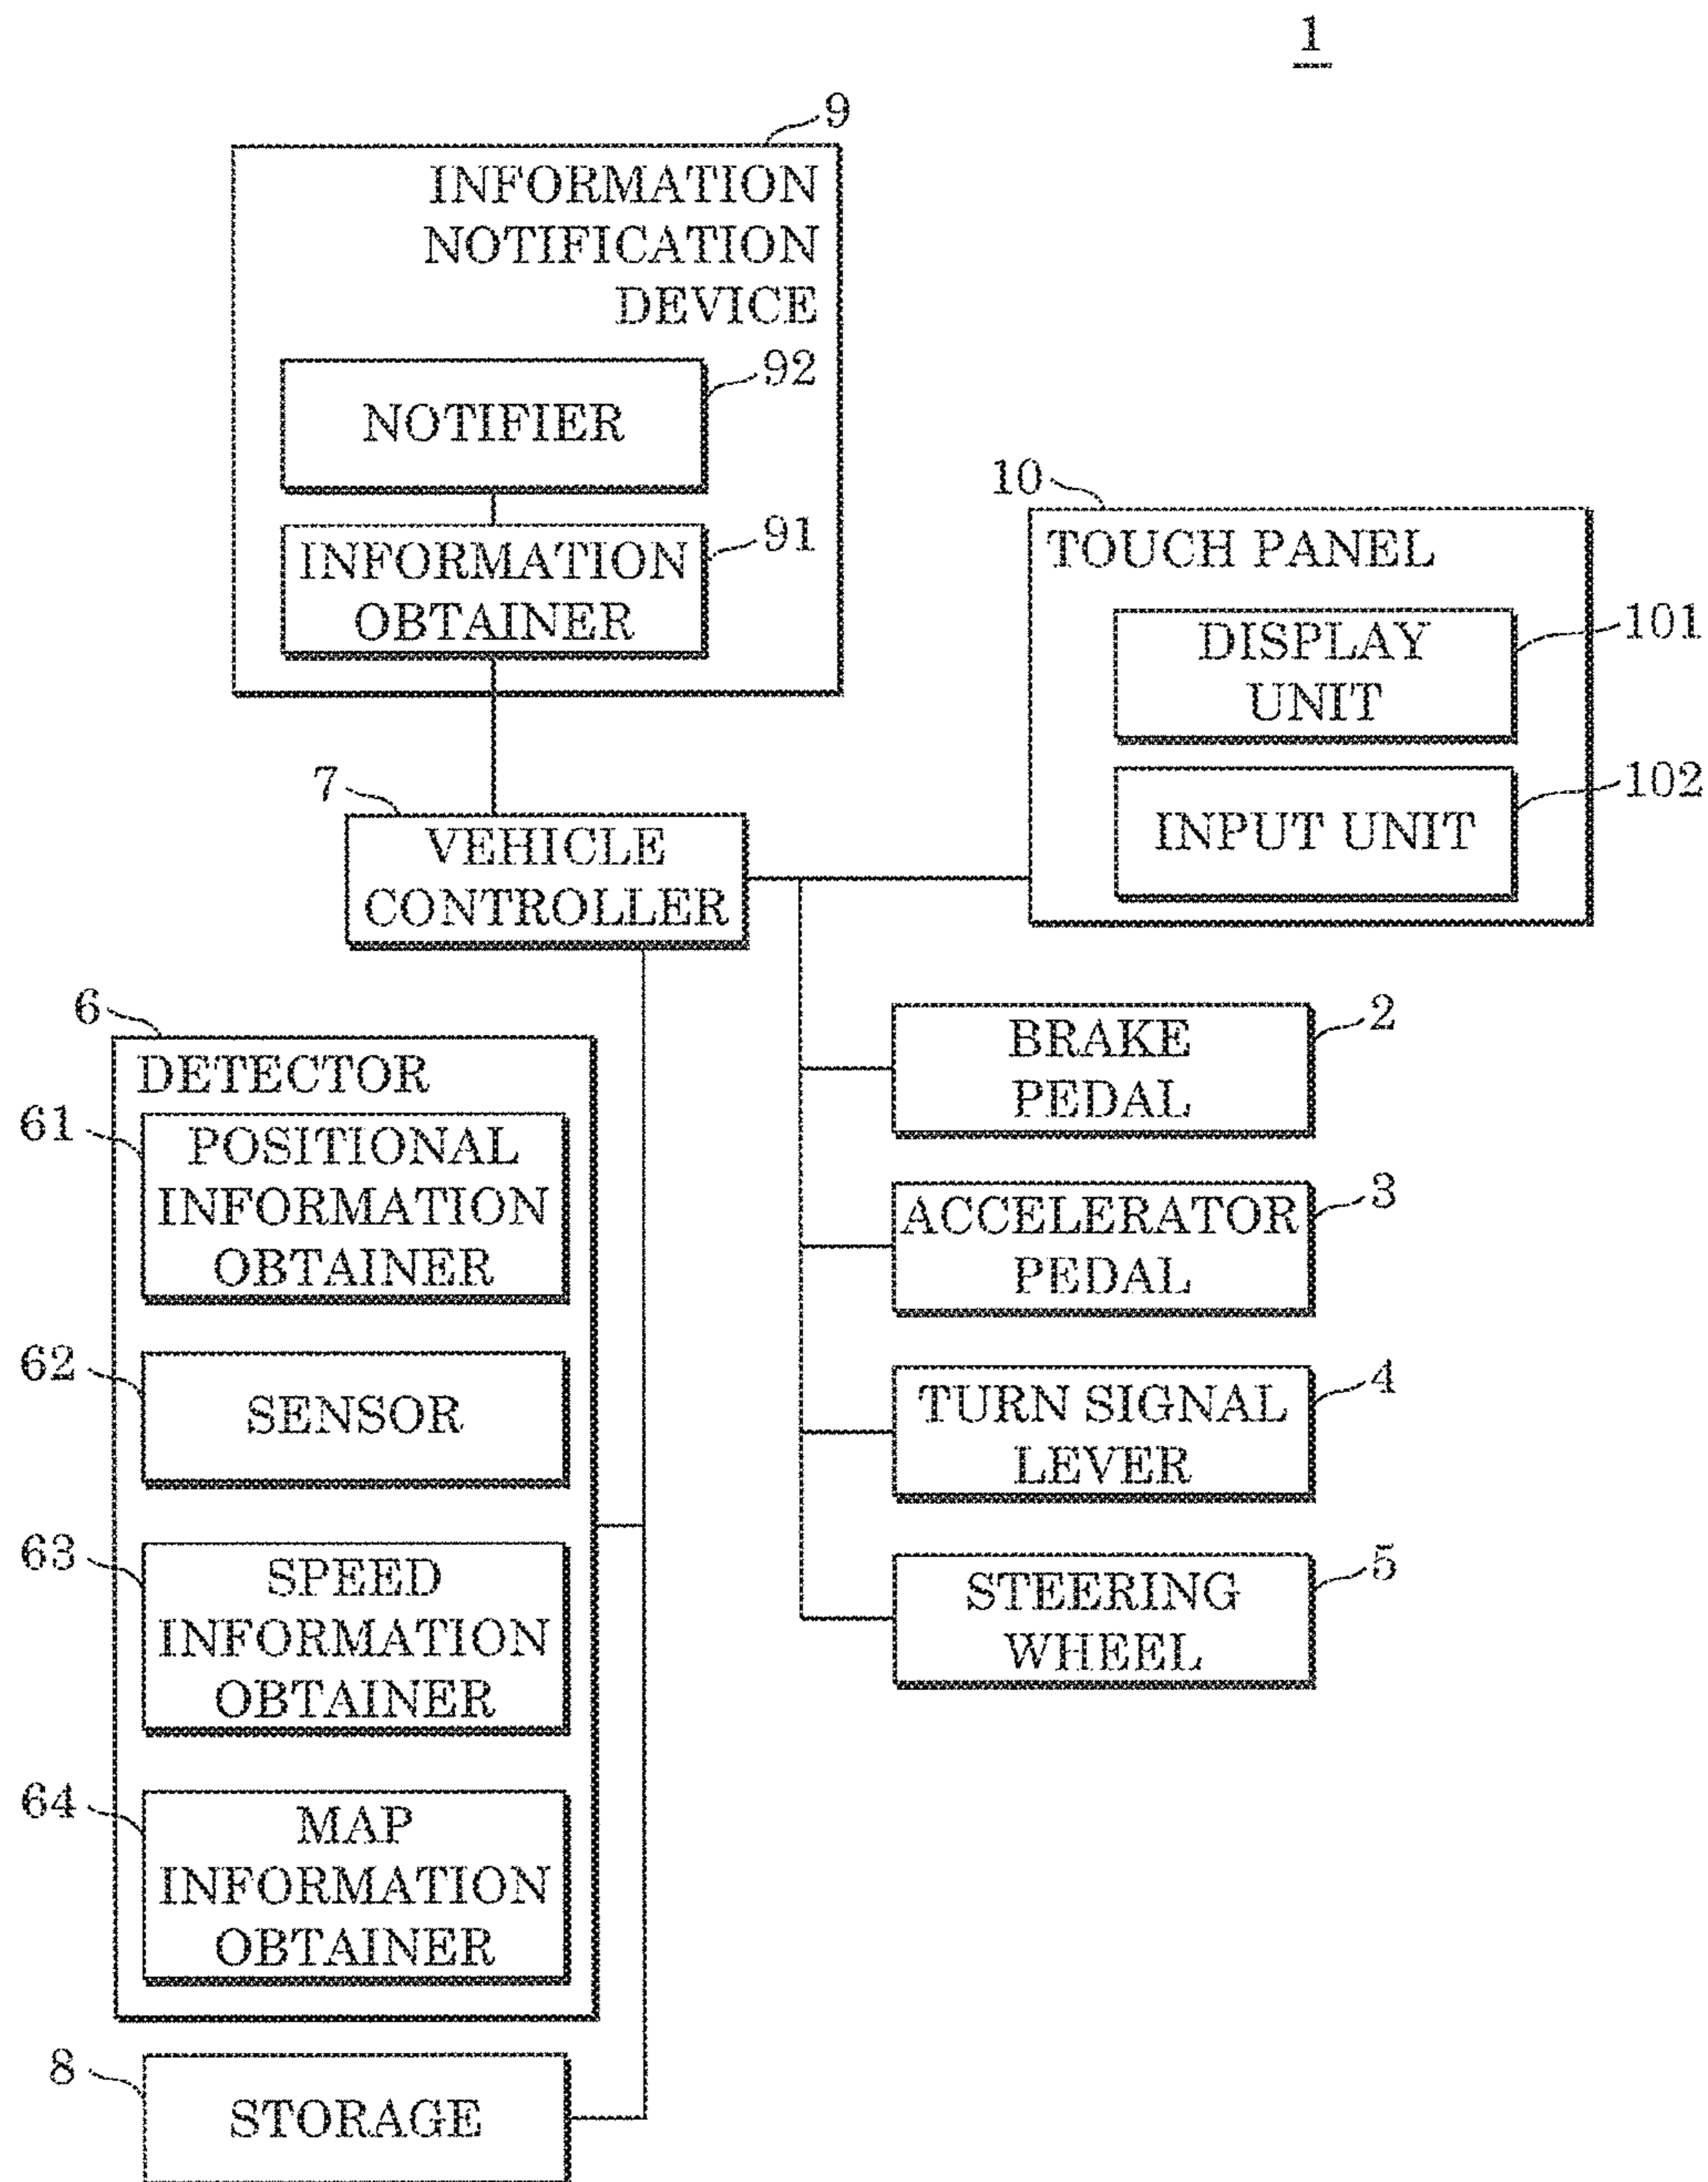 1
9
INFORMATION
NOTIFICATION
DEVICE
92
NOTIFIER
91
INFORMATION
OBTAINER
10
TOUCH PANEL
101
DISPLAY
UNIT
102
INPUT UNIT
7
VEHICLE
CONTROLLER
6
DETECTOR
61
POSITIONAL
INFORMATION
OBTAINER
62
SENSOR
63
SPEED
INFORMATION
OBTAINER
64
MAP
INFORMATION
OBTAINER
8
STORAGE
2
BRAKE
PEDAL
3
ACCELERATOR
PEDAL
4
TURN SIGNAL
LEVER
5
STEERING
WHEEL